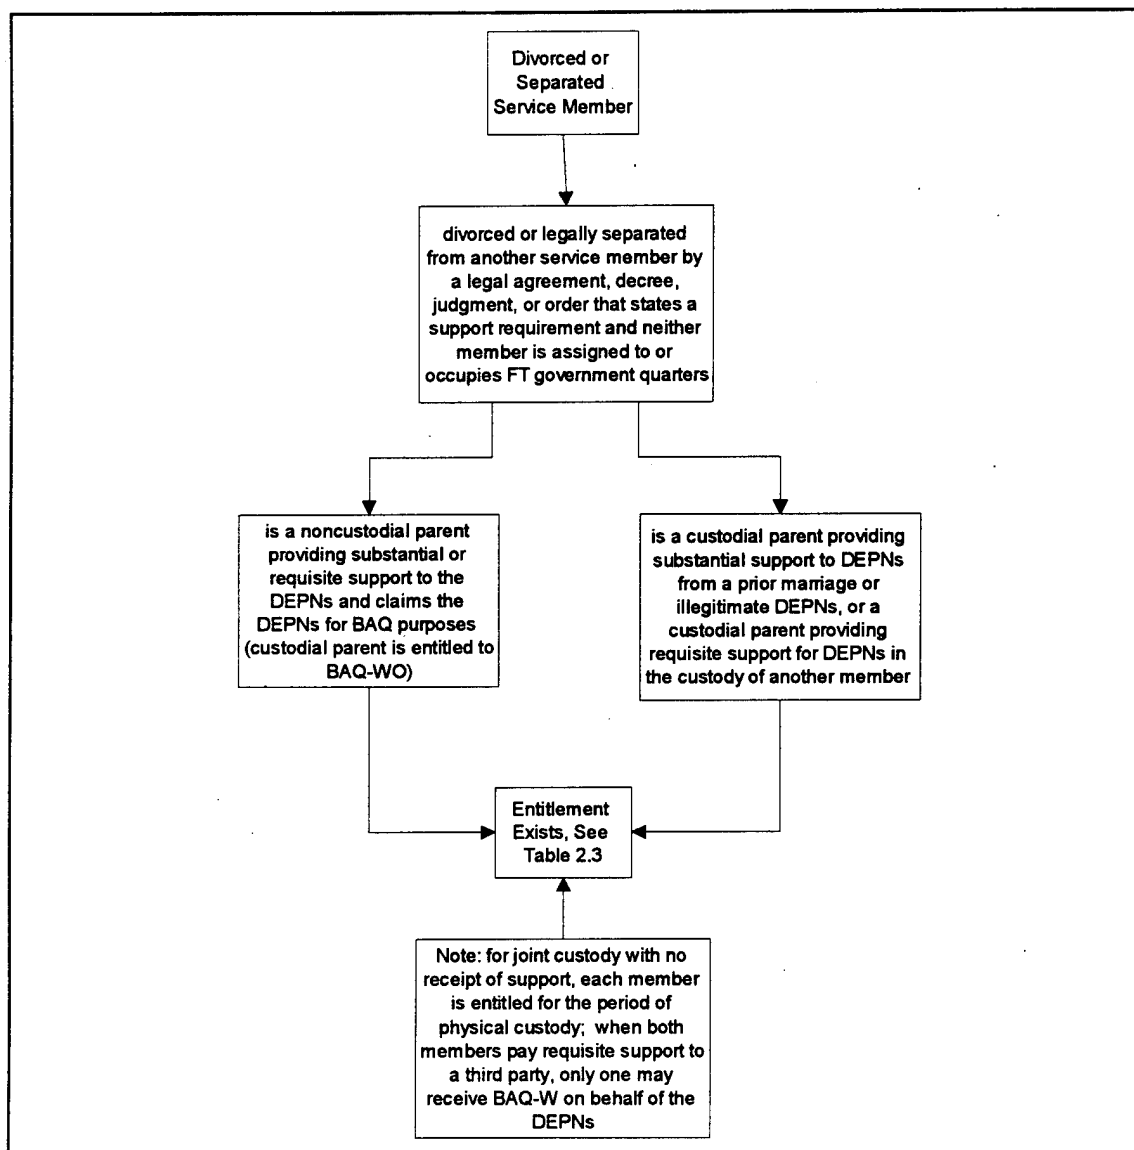 Divorced or
Separated
Service Member
divorced or legally separated
from another service member by
a legal agreement, decree,
judgment, or order that states a
support requirement and neither
member is assigned to or
occupies FT government quarters
is a noncustodial parent
providing substantial or
requisite support to the
DEPNs and claims the
DEPNs for BAQ purposes
(custodial parent is entitled to
BAQ-WO)
is a custodial parent providing
substantial support to DEPNs
from a prior marriage or
illegitimate DEPNs, or a
custodial parent providing
requisite support for DEPNs in
the custody of another member
Entitlement
Exists, See
Table 2.3
Note: for joint custody with no
receipt of support, each member
is entitled for the period of
physical custody; when both
members pay requisite support to
a third party, only one may
receive BAQ-W on behalf of the
DEPNs